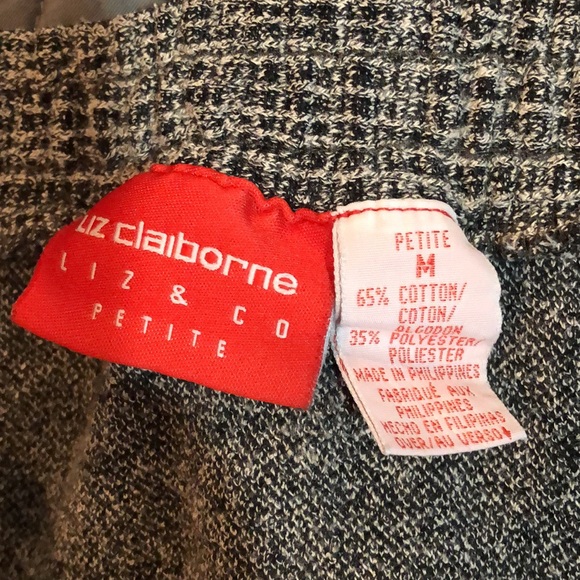 Liz claiborne
LIZ & CO
PETITE
PETITE
M
65% COTTON/
COTON/
ALGODON
35% POLYESTER/
POLIESTER
MADE IN PHILIPPINES
FABRIQUÉ AUX
PHILIPPINES
HECHO EN FILIPINAS
OVER/AU VERSO